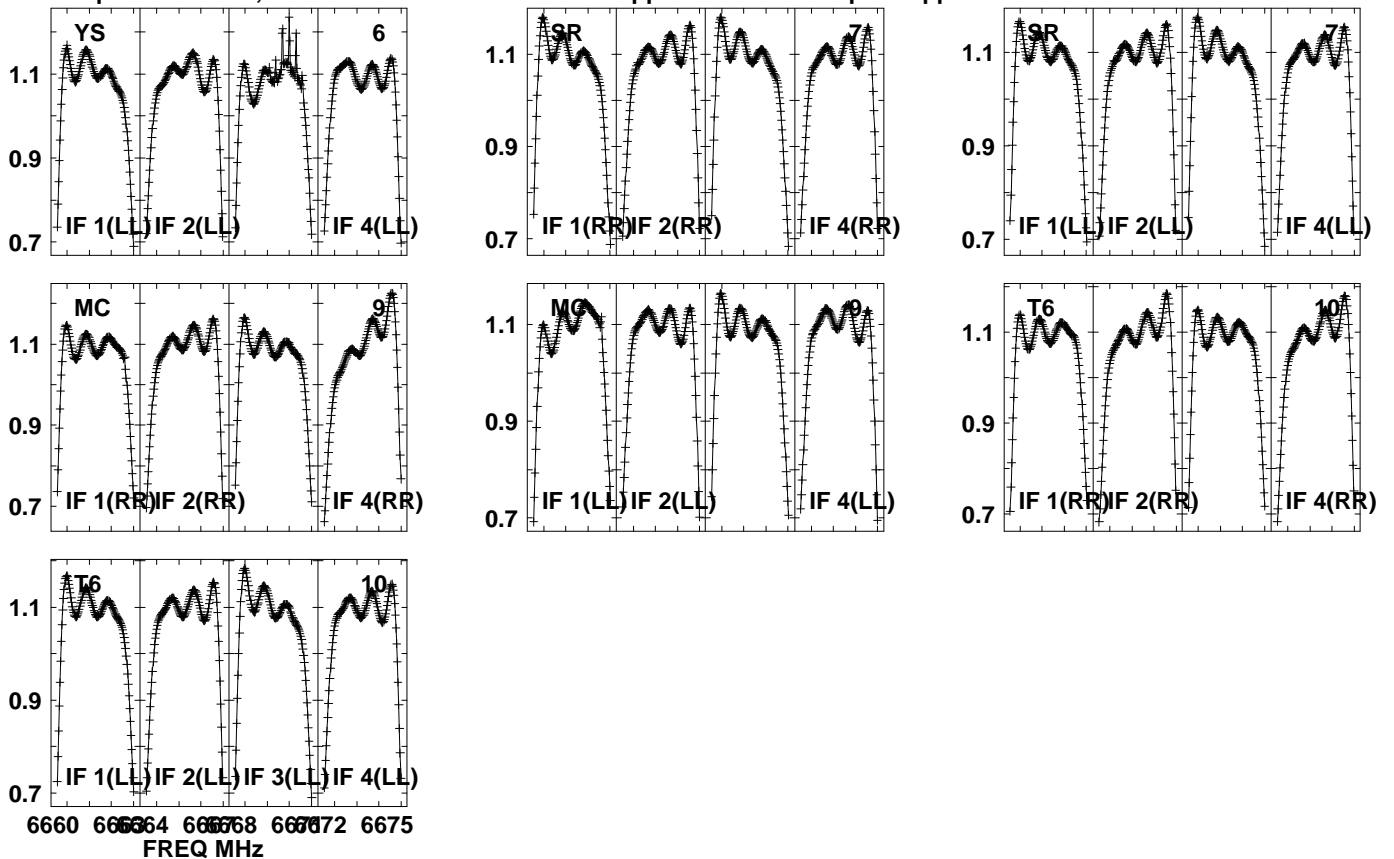 YS 6
1.1
0.9
0.7
IF 1(LL) IF 2(LL) IF 4(LL)
SR 7
1.1
0.9
0.7
IF 1(RR) IF 2(RR) IF 4(RR)
SR 7
1.1
0.9
0.7
IF 1(LL) IF 2(LL) IF 4(LL)
MC 9
1.1
0.9
0.7
IF 1(RR) IF 2(RR) IF 4(RR)
MC 9
1.1
0.9
0.7
IF 1(LL) IF 2(LL) IF 4(LL)
T6 10
1.1
0.9
0.7
IF 1(RR) IF 2(RR) IF 4(RR)
T6 10
1.1
0.9
0.7
IF 1(LL) IF 2(LL) IF 3(LL) IF 4(LL)
6660 6663 6664 6667 6668 6671 6672 6675
FREQ MHz